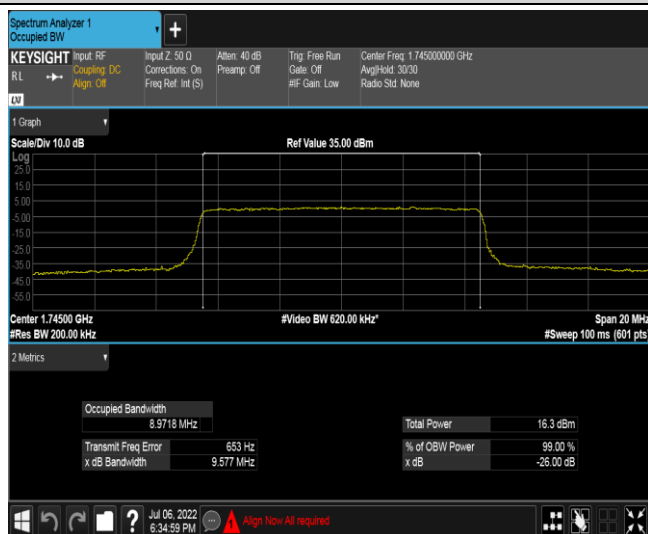 Spectrum Analyzer 1
Occupied BW
+
KEYSIGHT
R L
LXI
Input: RF
Coupling: DC
Align: Off
Input Z: 50 Ω
Corrections: On
Freq Ref: Int (S)
Atten: 40 dB
Preamp: Off
Trig: Free Run
Gate: Off
#IF Gain: Low
Center Freq: 1.745000000 GHz
Avg|Hold: 30/30
Radio Std: None
1 Graph
Scale/Div 10.0 dB
Ref Value 35.00 dBm
Log
25.0
15.0
5.00
-5.00
-15.0
-25.0
-35.0
-45.0
-55.0
Center 1.74500 GHz
#Video BW 620.00 kHz*
Span 20 MHz
#Res BW 200.00 kHz
#Sweep 100 ms (601 pts)
2 Metrics
Occupied Bandwidth
8.9718 MHz
Total Power 16.3 dBm
Transmit Freq Error 653 Hz
% of OBW Power 99.00 %
x dB Bandwidth 9.577 MHz
x dB -26.00 dB
?
Jul 06, 2022
6:34:59 PM
Align Now All required